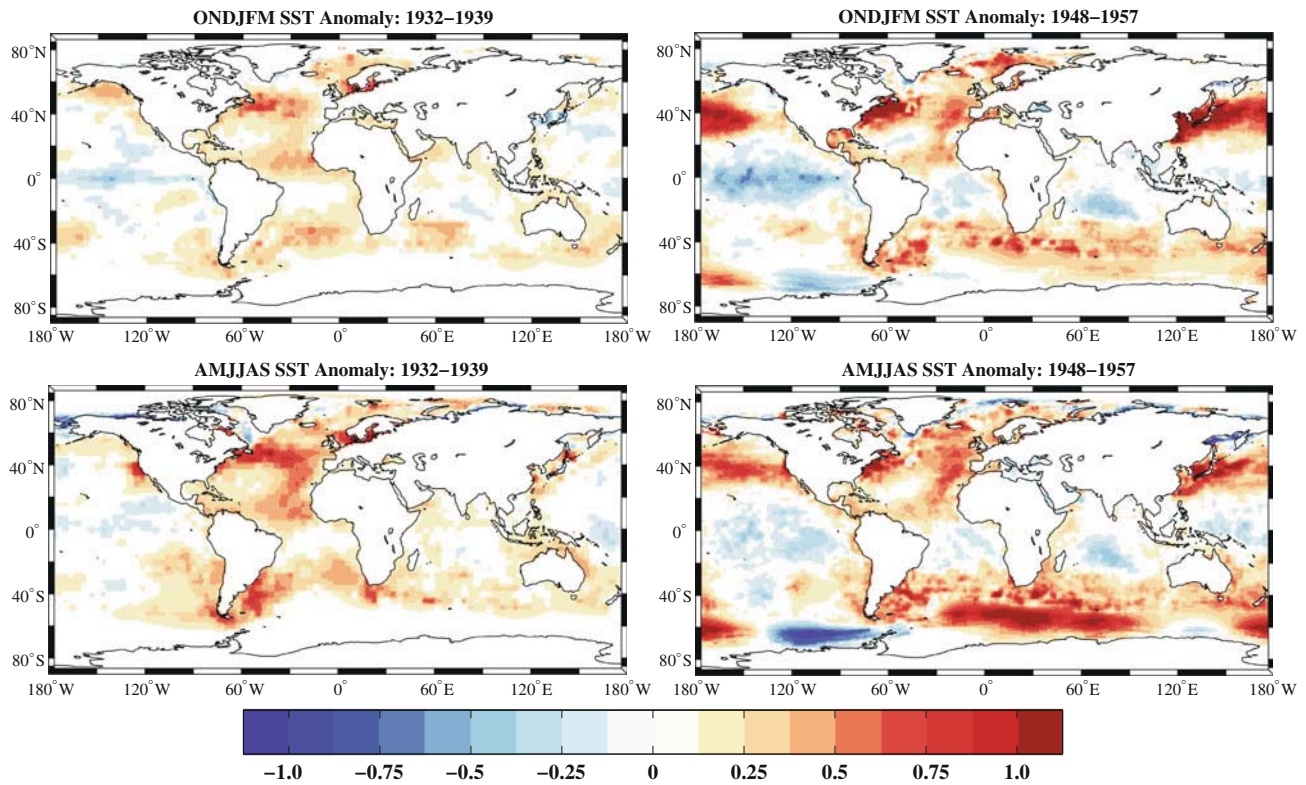 ONDJFM SST Anomaly: 1932−1939
80°N
40°N
0°
40°S
80°S
180°W 120°W 60°W 0° 60°E 120°E 180°W
ONDJFM SST Anomaly: 1948−1957
80°N
40°N
0°
40°S
80°S
180°W 120°W 60°W 0° 60°E 120°E 180°W
AMJJAS SST Anomaly: 1932−1939
80°N
40°N
0°
40°S
80°S
180°W 120°W 60°W 0° 60°E 120°E 180°W
AMJJAS SST Anomaly: 1948−1957
80°N
40°N
0°
40°S
80°S
180°W 120°W 60°W 0° 60°E 120°E 180°W
−1.0 −0.75 −0.5 −0.25 0 0.25 0.5 0.75 1.0